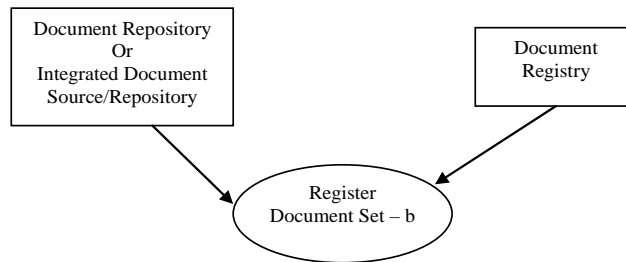 Document Repository
Or
Integrated Document
Source/Repository
Document
Registry
Register
Document Set – b